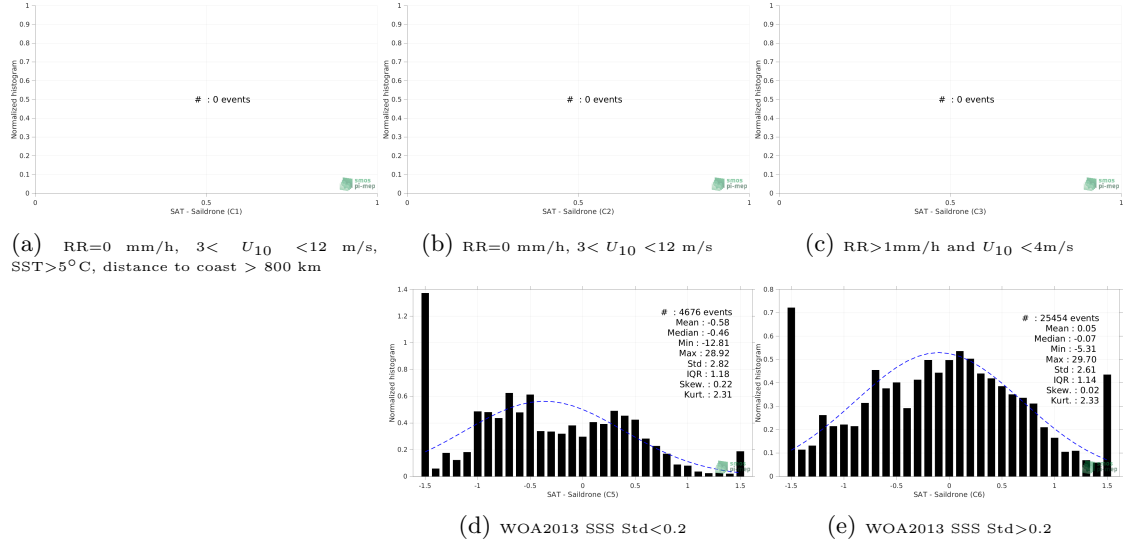 1
0.9
0.8
0.7
0.6
0.5
0.4
0.3
0.2
0.1
0
Normalized histogram
# : 0 events
smos
pi-mep
0 0.5 1
SAT - Saildrone (C1)
1
0.9
0.8
0.7
0.6
0.5
0.4
0.3
0.2
0.1
0
Normalized histogram
# : 0 events
smos
pi-mep
0 0.5 1
SAT - Saildrone (C2)
1
0.9
0.8
0.7
0.6
0.5
0.4
0.3
0.2
0.1
0
Normalized histogram
# : 0 events
smos
pi-mep
0 0.5 1
SAT - Saildrone (C3)
(a) RR=0 mm/h, 3< U10 <12 m/s,
SST>5°C, distance to coast > 800 km
(b) RR=0 mm/h, 3< U10 <12 m/s
(c) RR>1mm/h and U10 <4m/s
1.4
1.2
1
0.8
0.6
0.4
0.2
0
Normalized histogram
# : 4676 events
Mean : -0.58
Median : -0.46
Min : -12.81
Max : 28.92
Std : 2.82
IQR : 1.18
Skew. : 0.22
Kurt. : 2.31
smos
pi-mep
-1.5 -1 -0.5 0 0.5 1 1.5
SAT - Saildrone (C5)
0.8
0.7
0.6
0.5
0.4
0.3
0.2
0.1
0
Normalized histogram
# : 25454 events
Mean : 0.05
Median : -0.07
Min : -5.31
Max : 29.70
Std : 2.61
IQR : 1.14
Skew. : 0.02
Kurt. : 2.33
smos
pi-mep
-1.5 -1 -0.5 0 0.5 1 1.5
SAT - Saildrone (C6)
(d) WOA2013 SSS Std<0.2
(e) WOA2013 SSS Std>0.2